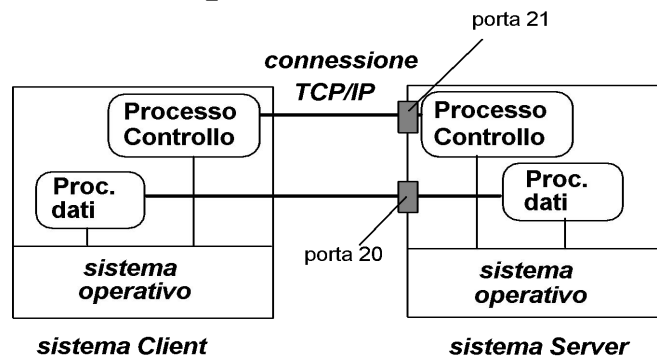 porta 21
connessione
TCP/IP
Processo
Controllo
Processo
Controllo
Proc.
dati
Proc.
dati
porta 20
sistema
operativo
sistema
operativo
sistema Client
sistema Server